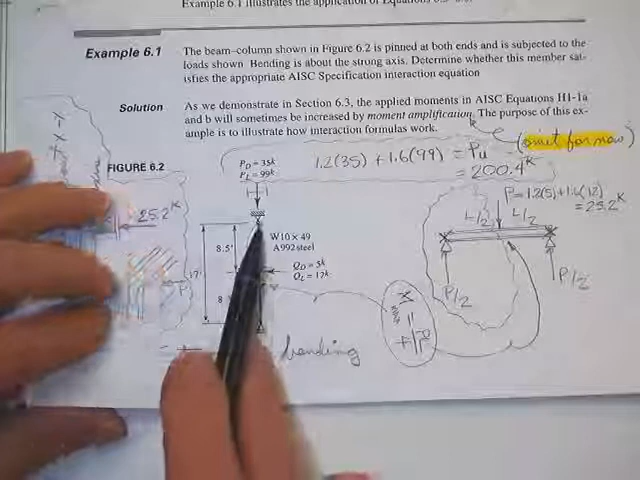 Example 6.1 illustrates the application of Equations
Example 6.1
The beam–column shown in Figure 6.2 is pinned at both ends and is subjected to the
loads shown. Bending is about the strong axis. Determine whether this member sat-
isfies the appropriate AISC Specification interaction equation
Solution
As we demonstrate in Section 6.3, the applied moments in AISC Equations H1-1a
and b will sometimes be increased by moment amplification. The purpose of this ex-
ample is to illustrate how interaction formulas work.
(omit for now)
FIGURE 6.2
P_D = 35k
P_L = 99k
1.2(35) + 1.6(99) = Pu
= 200.4k
P=1.2(5)+1.6(12)
= 25.2k
25.2k
L/2
L/2
W10 × 49
A992 steel
8.5'
17'
8
Q_D = 5k
Q_L = 12k
P/2
P/2
bending